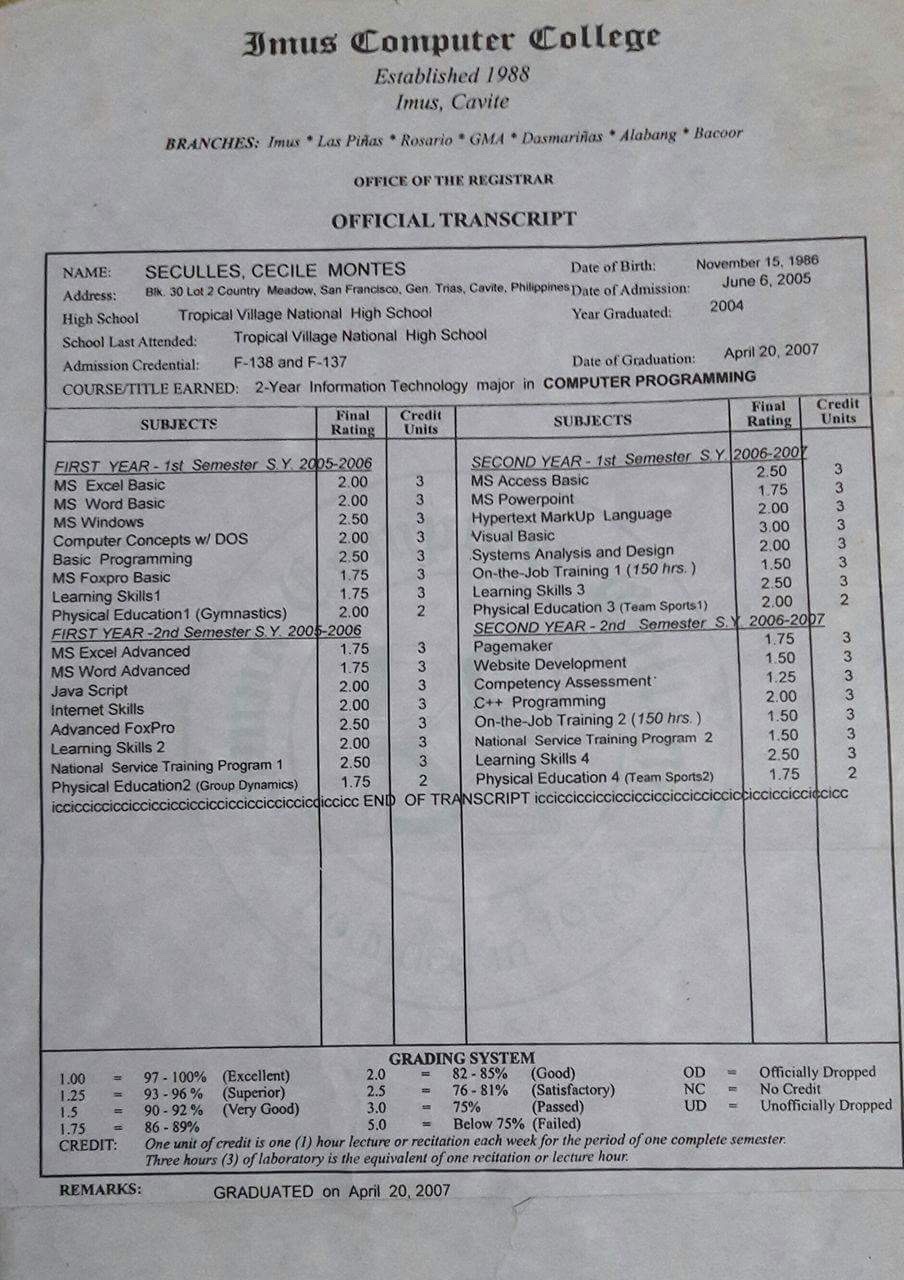 Imus Computer College
Established 1988
Imus, Cavite
BRANCHES: Imus * Las Piñas * Rosario * GMA * Dasmariñas * Alabang * Bacoor
OFFICE OF THE REGISTRAR
OFFICIAL TRANSCRIPT
NAME: SECULLES, CECILE MONTES Date of Birth: November 15, 1986
Address: Blk. 30 Lot 2 Country Meadow, San Francisco, Gen. Trias, Cavite, Philippines Date of Admission: June 6, 2005
High School Tropical Village National High School Year Graduated: 2004
School Last Attended: Tropical Village National High School
Admission Credential: F-138 and F-137 Date of Graduation: April 20, 2007
COURSE/TITLE EARNED: 2-Year Information Technology major in COMPUTER PROGRAMMING
SUBJECTS Final Rating Credit Units
FIRST YEAR - 1st Semester S.Y. 2005-2006
MS Excel Basic 2.00 3
MS Word Basic 2.00 3
MS Windows 2.50 3
Computer Concepts w/ DOS 2.00 3
Basic Programming 2.50 3
MS Foxpro Basic 1.75 3
Learning Skills1 1.75 3
Physical Education1 (Gymnastics) 2.00 2
FIRST YEAR -2nd Semester S.Y. 2005-2006
MS Excel Advanced 1.75 3
MS Word Advanced 1.75 3
Java Script 2.00 3
Internet Skills 2.00 3
Advanced FoxPro 2.50 3
Learning Skills 2 2.00 3
National Service Training Program 1 2.50 3
Physical Education2 (Group Dynamics) 1.75 2
SUBJECTS Final Rating Credit Units
SECOND YEAR - 1st Semester S.Y. 2006-2007
MS Access Basic 2.50 3
MS Powerpoint 1.75 3
Hypertext MarkUp Language 2.00 3
Visual Basic 3.00 3
Systems Analysis and Design 2.00 3
On-the-Job Training 1 (150 hrs. ) 1.50 3
Learning Skills 3 2.50 3
Physical Education 3 (Team Sports1) 2.00 2
SECOND YEAR - 2nd Semester S.Y. 2006-2007
Pagemaker 1.75 3
Website Development 1.50 3
Competency Assessment 1.25 3
C++ Programming 2.00 3
On-the-Job Training 2 (150 hrs. ) 1.50 3
National Service Training Program 2 1.50 3
Learning Skills 4 2.50 3
Physical Education 4 (Team Sports2) 1.75 2
END OF TRANSCRIPT
GRADING SYSTEM
1.00 = 97 - 100% (Excellent) 2.0 = 82 - 85% (Good) OD = Officially Dropped
1.25 = 93 - 96 % (Superior) 2.5 = 76 - 81% (Satisfactory) NC = No Credit
1.5 = 90 - 92 % (Very Good) 3.0 = 75% (Passed) UD = Unofficially Dropped
1.75 = 86 - 89% 5.0 = Below 75% (Failed)
CREDIT: One unit of credit is one (1) hour lecture or recitation each week for the period of one complete semester.
Three hours (3) of laboratory is the equivalent of one recitation or lecture hour.
REMARKS: GRADUATED on April 20, 2007